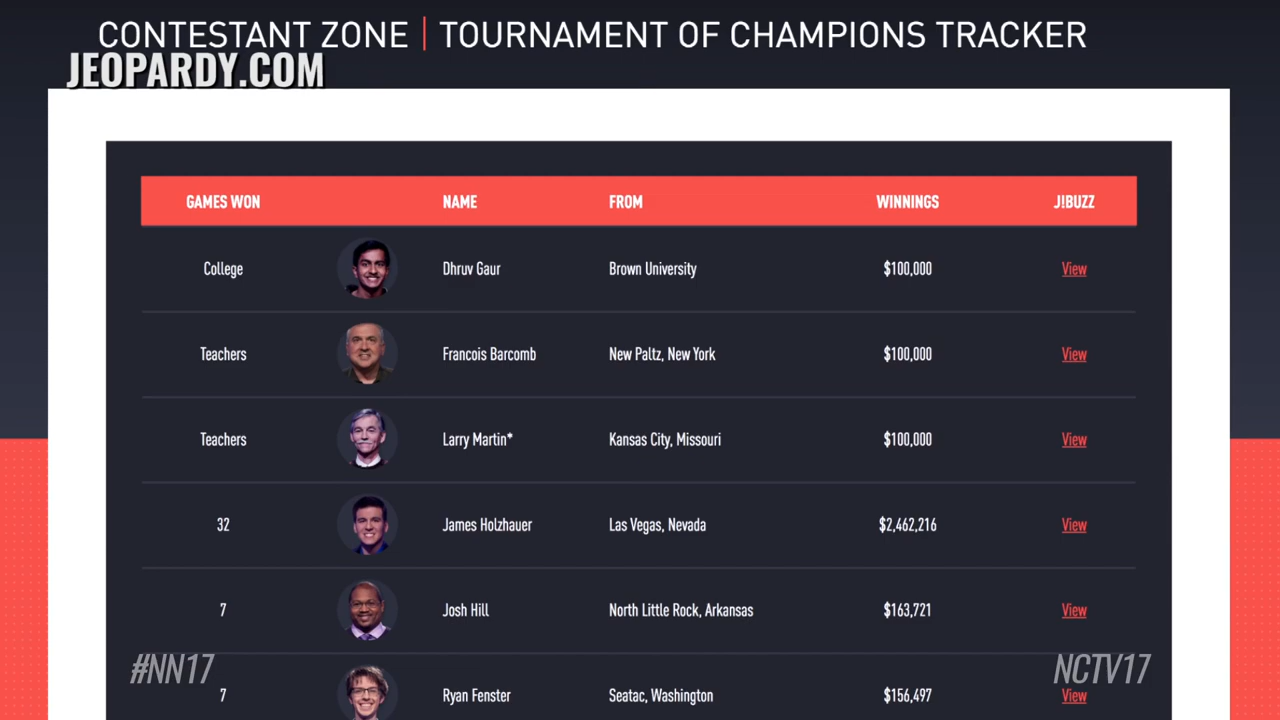 CONTESTANT ZONE | TOURNAMENT OF CHAMPIONS TRACKER
JEOPARDY.COM
GAMES WON NAME FROM WINNINGS J!BUZZ
College Dhruv Gaur Brown University $100,000 View
Teachers Francois Barcomb New Paltz, New York $100,000 View
Teachers Larry Martin* Kansas City, Missouri $100,000 View
32 James Holzhauer Las Vegas, Nevada $2,462,216 View
7 Josh Hill North Little Rock, Arkansas $163,721 View
#NN17 NCTV17
7 Ryan Fenster Seatac, Washington $156,497 View